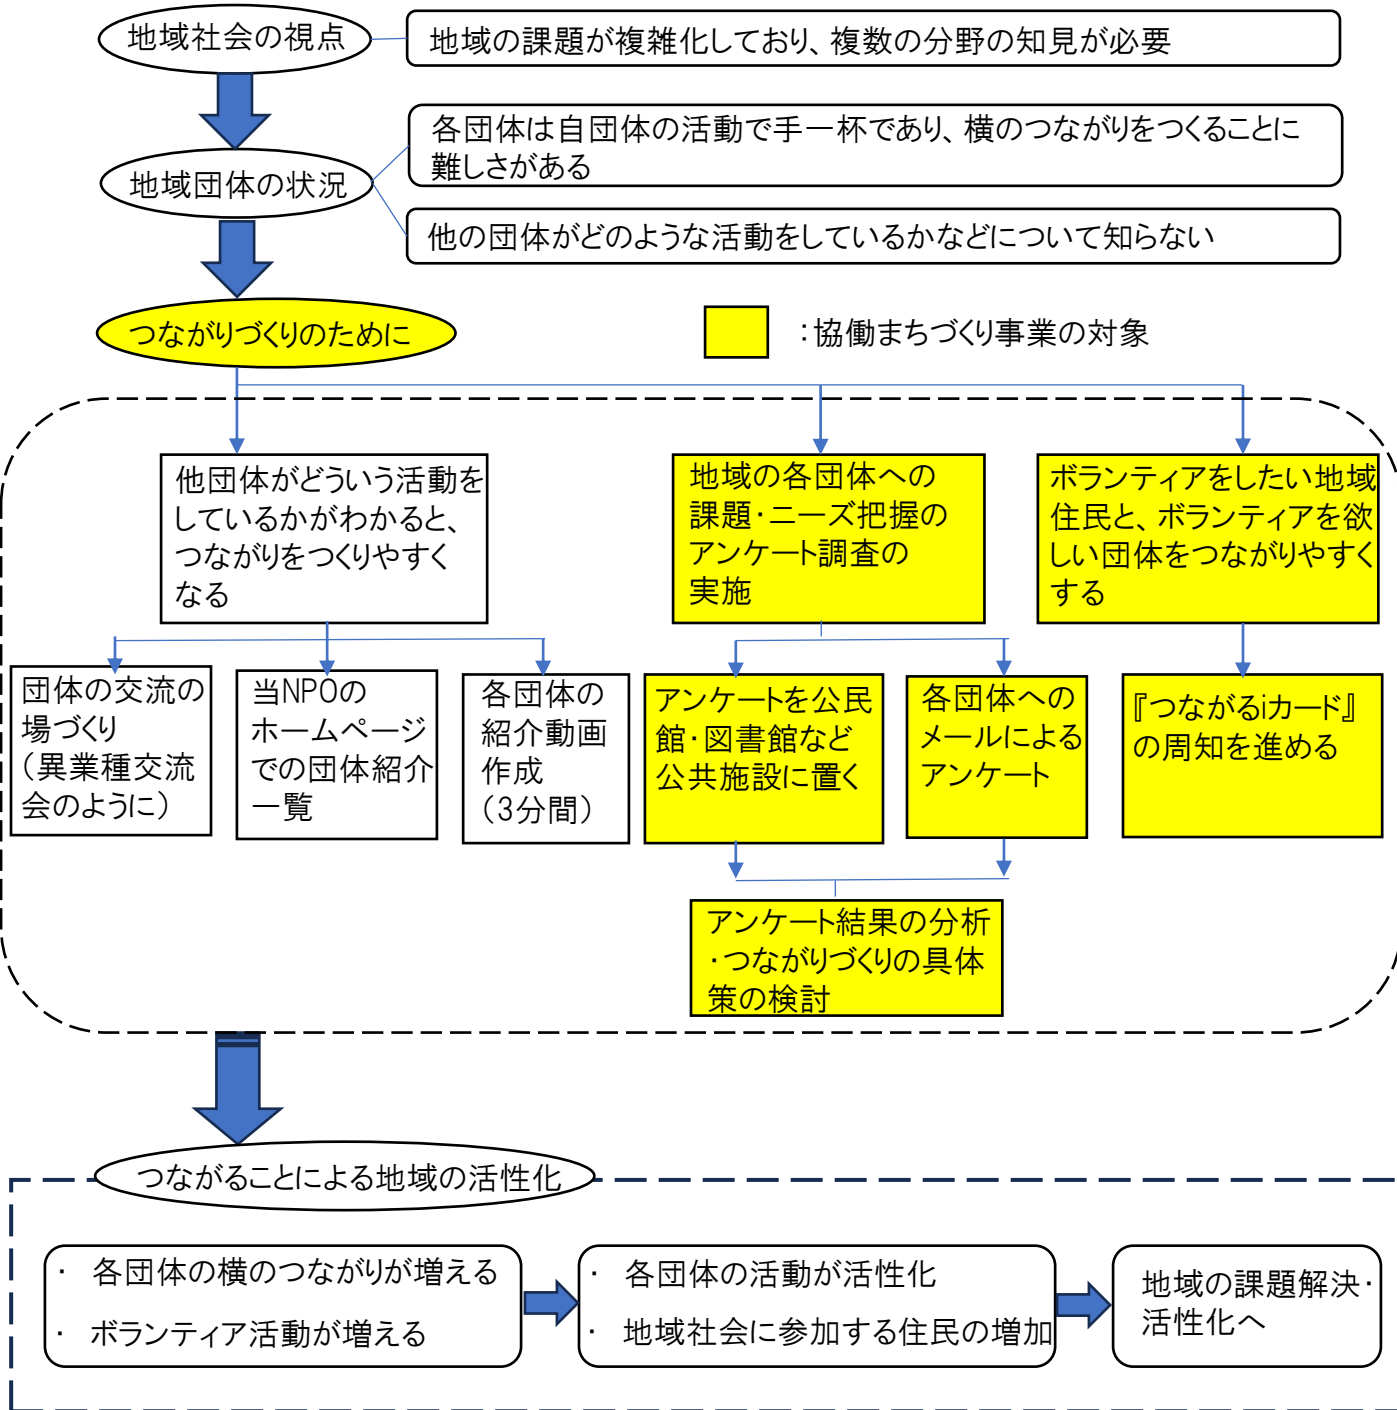 地域社会の視点
地域の課題が複雑化しており、複数の分野の知見が必要
各団体は自団体の活動で手一杯であり、横のつながりをつくることに
難しさがある
地域団体の状況
他の団体がどのような活動をしているかなどについて知らない
つながりづくりのために
：協働まちづくり事業の対象
他団体がどういう活動を
しているかがわかると、
つながりをつくりやすく
なる
地域の各団体への
課題・ニーズ把握の
アンケート調査の
実施
ボランティアをしたい地域
住民と、ボランティアを欲
しい団体をつながりやすく
する
団体の交流の
場づくり
（異業種交流
会のように）
当NPOの
ホームページ
での団体紹介
一覧
各団体の
紹介動画
作成
（3分間）
アンケートを公民
館・図書館など
公共施設に置く
各団体への
メールによる
アンケート
『つながるiカード』
の周知を進める
アンケート結果の分析
・つながりづくりの具体
策の検討
つながることによる地域の活性化
・ 各団体の横のつながりが増える
・ ボランティア活動が増える
・ 各団体の活動が活性化
・ 地域社会に参加する住民の増加
地域の課題解決・
活性化へ